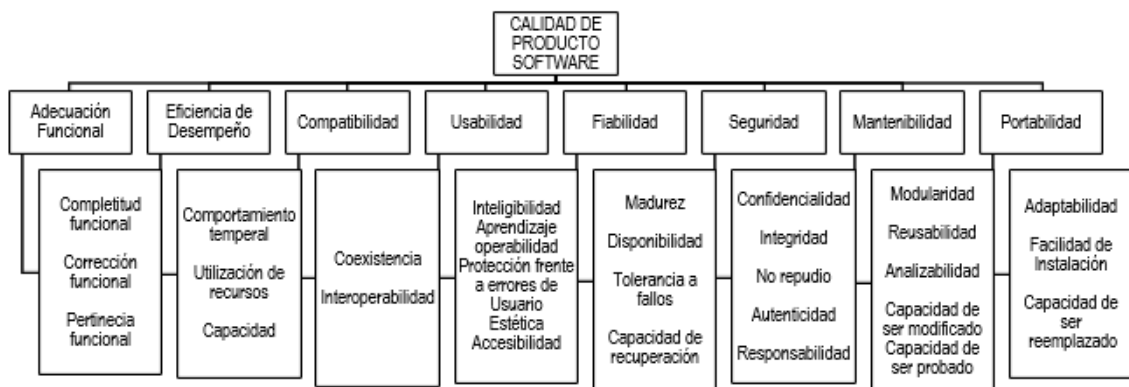 CALIDAD DE
PRODUCTO
SOFTWARE
Adecuación
Funcional
Eficiencia de
Desempeño
Compatibilidad
Usabilidad
Fiabilidad
Seguridad
Mantenibilidad
Portabilidad
Completitud
funcional
Corrección
funcional
Pertinecia
funcional
Comportamiento
temporal
Utilización de
recursos
Capacidad
Coexistencia
Interoperabilidad
Inteligibilidad
Aprendizaje
operabilidad
Protección frente
a errores de
Usuario
Estética
Accesibilidad
Madurez
Disponibilidad
Tolerancia a
fallos
Capacidad de
recuperación
Confidencialidad
Integridad
No repudio
Autenticidad
Responsabilidad
Modularidad
Reusabilidad
Analizabilidad
Capacidad de
ser modificado
Capacidad de
ser probado
Adaptabilidad
Facilidad de
Instalación
Capacidad de
ser
reemplazado